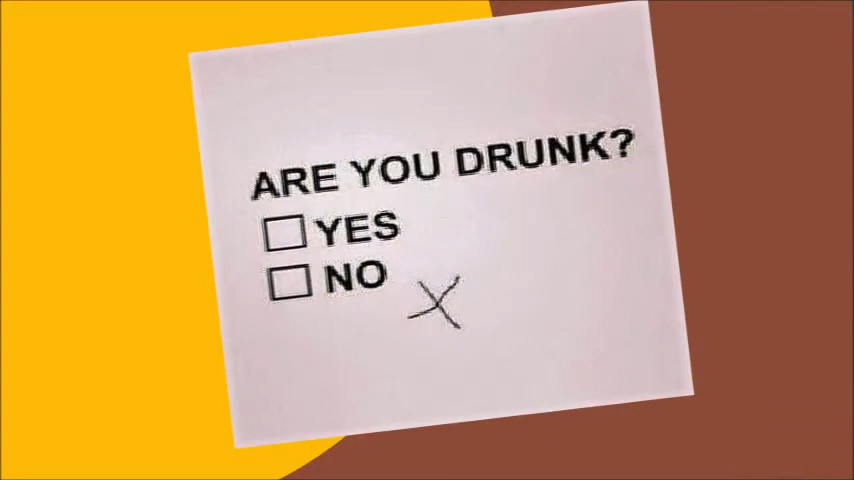 ARE YOU DRUNK?
☐ YES
☐ NO
X